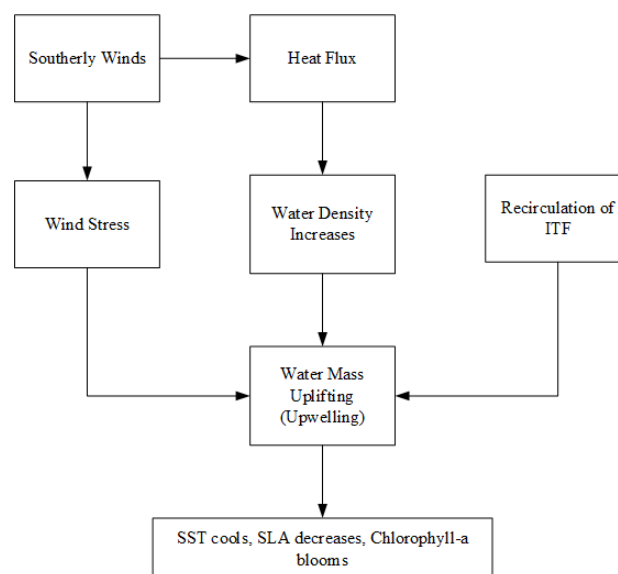 Southerly Winds
Heat Flux
Wind Stress
Water Density
Increases
Recirculation of
ITF
Water Mass
Uplifting
(Upwelling)
SST cools, SLA decreases, Chlorophyll-a
blooms